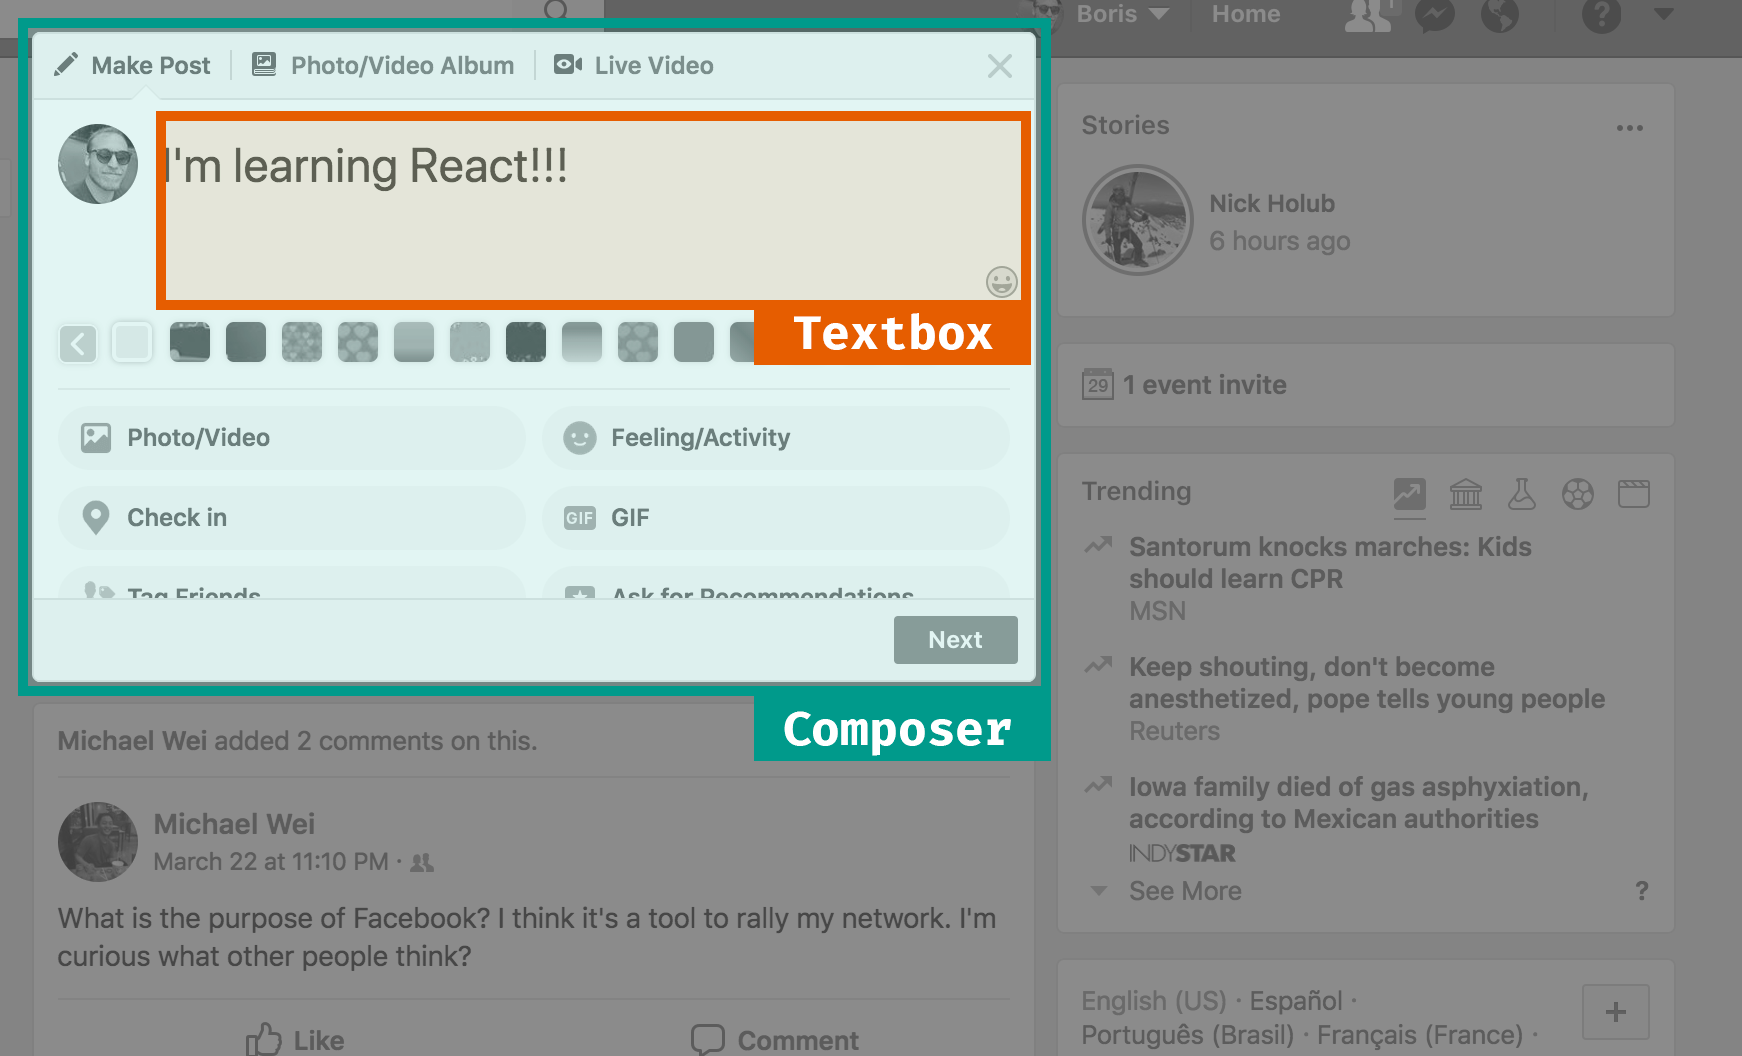 Boris
Home
1
?
Make Post
Photo/Video Album
Live Video
I'm learning React!!!
Textbox
Photo/Video
Feeling/Activity
Check in
GIF GIF
Tag Friends
Ask for Recommendations
Next
Composer
Michael Wei added 2 comments on this.
Michael Wei
March 22 at 11:10 PM ·
What is the purpose of Facebook? I think it's a tool to rally my network. I'm
curious what other people think?
Like
Comment
Stories
Nick Holub
6 hours ago
29 1 event invite
Trending
Santorum knocks marches: Kids
should learn CPR
MSN
Keep shouting, don't become
anesthetized, pope tells young people
Reuters
Iowa family died of gas asphyxiation,
according to Mexican authorities
INDYSTAR
See More
?
English (US) · Español ·
Português (Brasil) · Français (France) ·